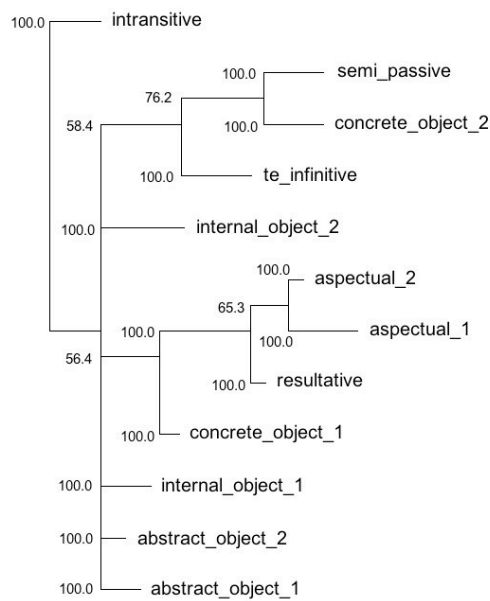 100.0 intransitive
100.0 semi_passive
76.2
58.4
100.0 concrete_object_2
100.0 te_infinitive
100.0 internal_object_2
100.0 aspectual_2
65.3
100.0
100.0 aspectual_1
56.4
100.0 resultative
100.0 concrete_object_1
100.0 internal_object_1
100.0 abstract_object_2
100.0 abstract_object_1